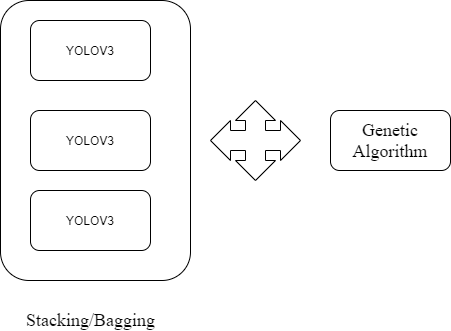 YOLOV3
YOLOV3
YOLOV3
Genetic
Algorithm
Stacking/Bagging